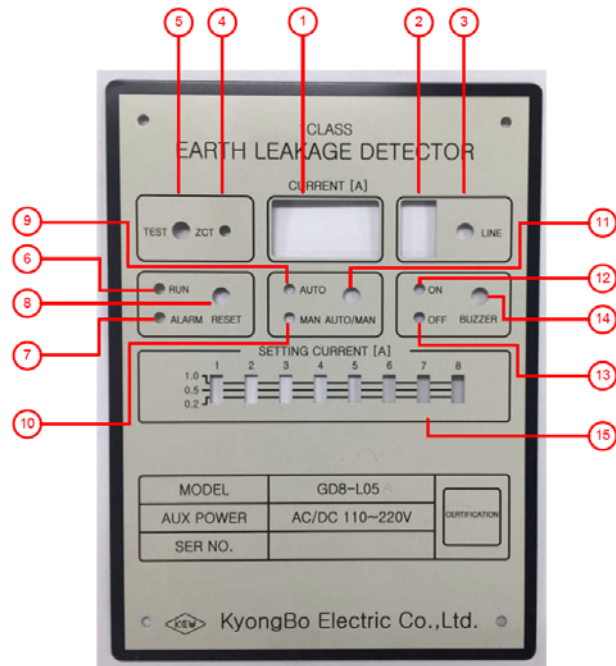 5 4 1 2 3
CLASS
EARTH LEAKAGE DETECTOR
CURRENT [A]
TEST ZCT LINE
9 11
6 RUN AUTO ON 12
8 ALARM RESET MAN AUTO/MAN OFF BUZZER 14
7 13
SETTING CURRENT [A]
1 2 3 4 5 6 7 8
1.0
0.5
0.2
10 15
MODEL GD8-L05
AUX POWER AC/DC 110~220V
CERTIFICATION
SER NO.
KEW KyongBo Electric Co.,Ltd.